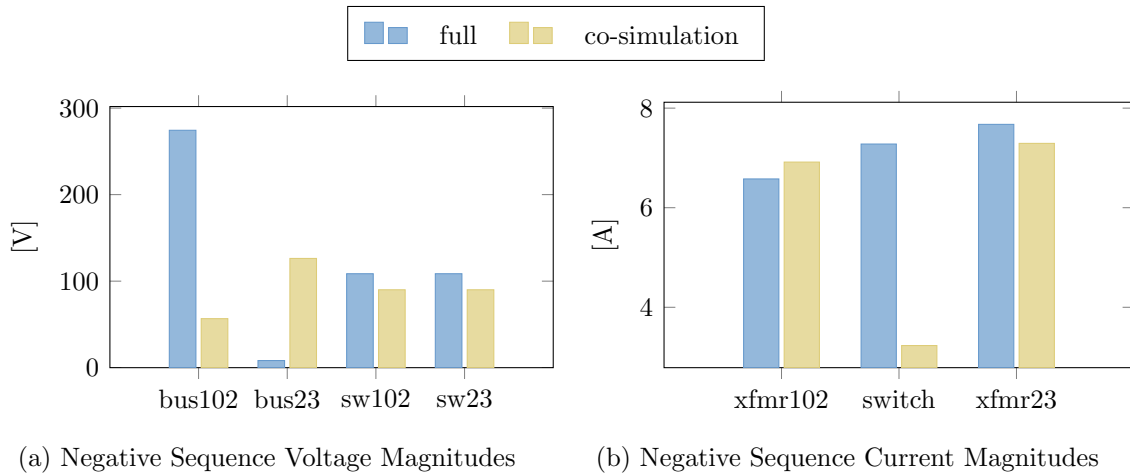 full co-simulation
300
200
100
0
[V]
bus102 bus23 sw102 sw23
(a) Negative Sequence Voltage Magnitudes
8
6
4
[A]
xfmr102 switch xfmr23
(b) Negative Sequence Current Magnitudes